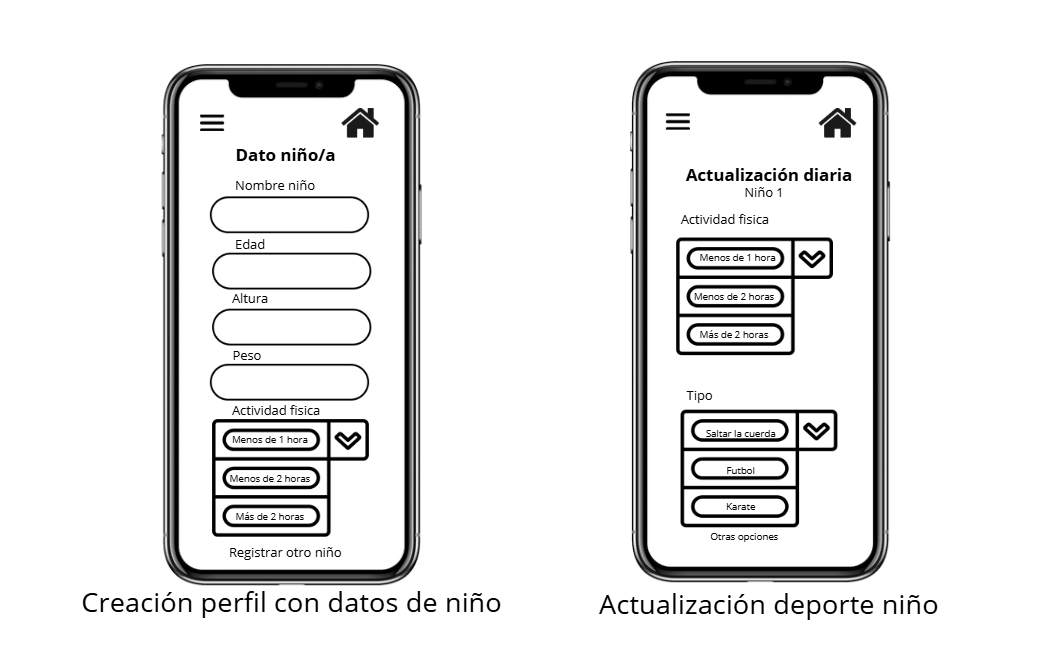 Dato niño/a
Nombre niño
Edad
Altura
Peso
Actividad fisica
Menos de 1 hora
Menos de 2 horas
Más de 2 horas
Registrar otro niño
Creación perfil con datos de niño
Actualización diaria
Niño 1
Actividad fisica
Menos de 1 hora
Menos de 2 horas
Más de 2 horas
Tipo
Saltar la cuerda
Futbol
Karate
Otras opciones
Actualización deporte niño